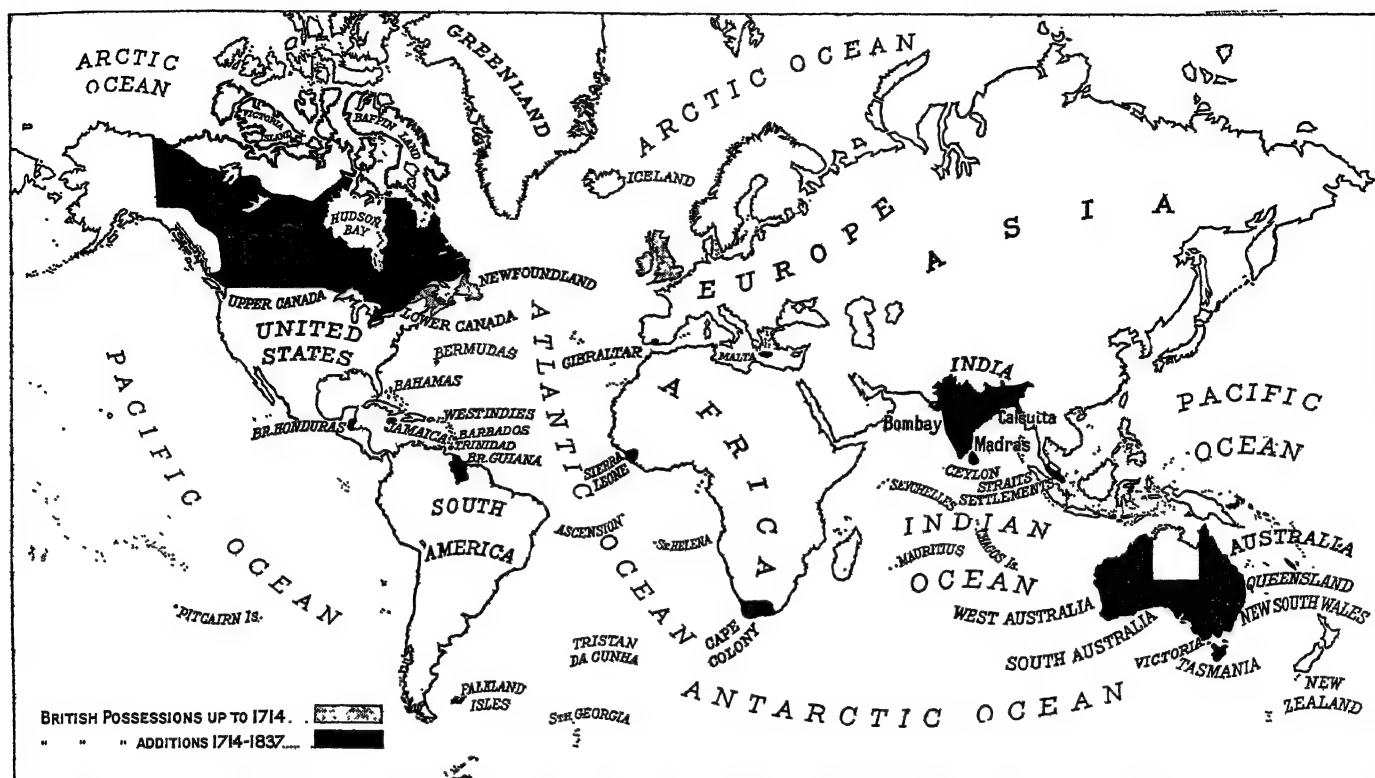 ARCTIC
OCEAN
GREENLAND
ARCTIC OCEAN
VICTORIA
ISLAND
BAFFIN LAND
ICELAND
HUDSON
BAY
EUROPE
ASIA
NEWFOUNDLAND
UPPER CANADA
LOWER CANADA
UNITED
STATES
BERMUDAS
GIBRALTAR
MALTA
PACIFIC OCEAN
ATLANTIC OCEAN
AFRICA
INDIA
BAHAMAS
WEST INDIES
BR. HONDURAS
JAMAICA
BARBADOS
TRINIDAD
BR. GUIANA
Bombay
Calcutta
Madras
PACIFIC
OCEAN
SIERRA
LEONE
CEYLON
STRAITS
SETTLEMENTS
SEYCHELLES
SOUTH
AMERICA
ASCENSION
ST HELENA
INDIAN
OCEAN
CHAGOS Is.
MAURITIUS
AUSTRALIA
QUEENSLAND
NEW SOUTH WALES
WEST AUSTRALIA
SOUTH AUSTRALIA
VICTORIA
TASMANIA
PITCAIRN Is.
CAPE
COLONY
TRISTAN
DA CUNHA
NEW
ZEALAND
FALKLAND
ISLES
STH. GEORGIA
ANTARCTIC OCEAN
BRITISH POSSESSIONS UP TO 1714. .
" " " ADDITIONS 1714-1837....